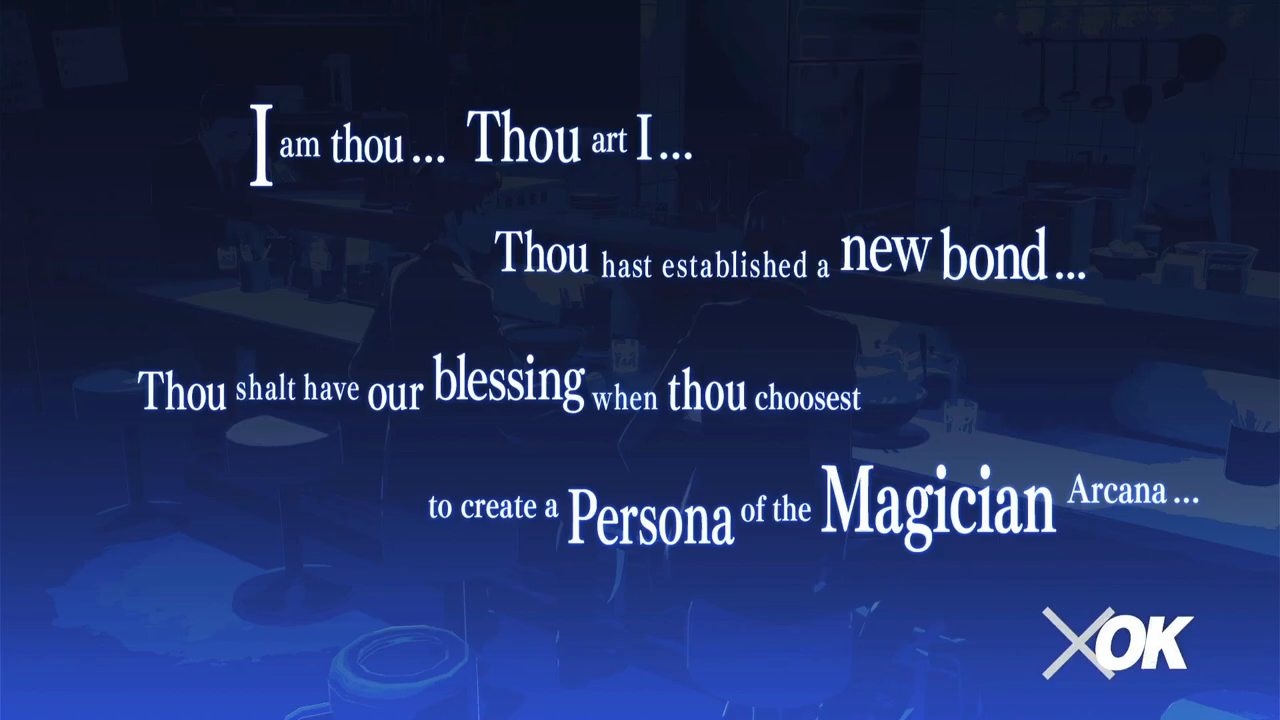 I am thou... Thou art I...
Thou hast established a new bond...
Thou shalt have our blessing when thou choosest
to create a Persona of the Magician Arcana...
OK